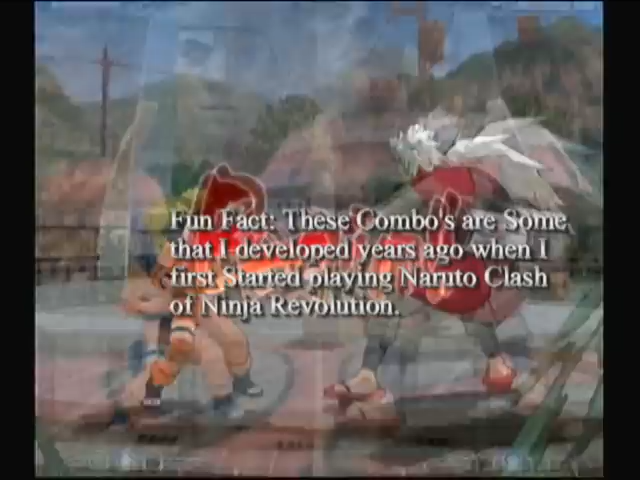 Fun Fact: These Combo's are Some
that I developed years ago when I
first Started playing Naruto Clash
of Ninja Revolution.